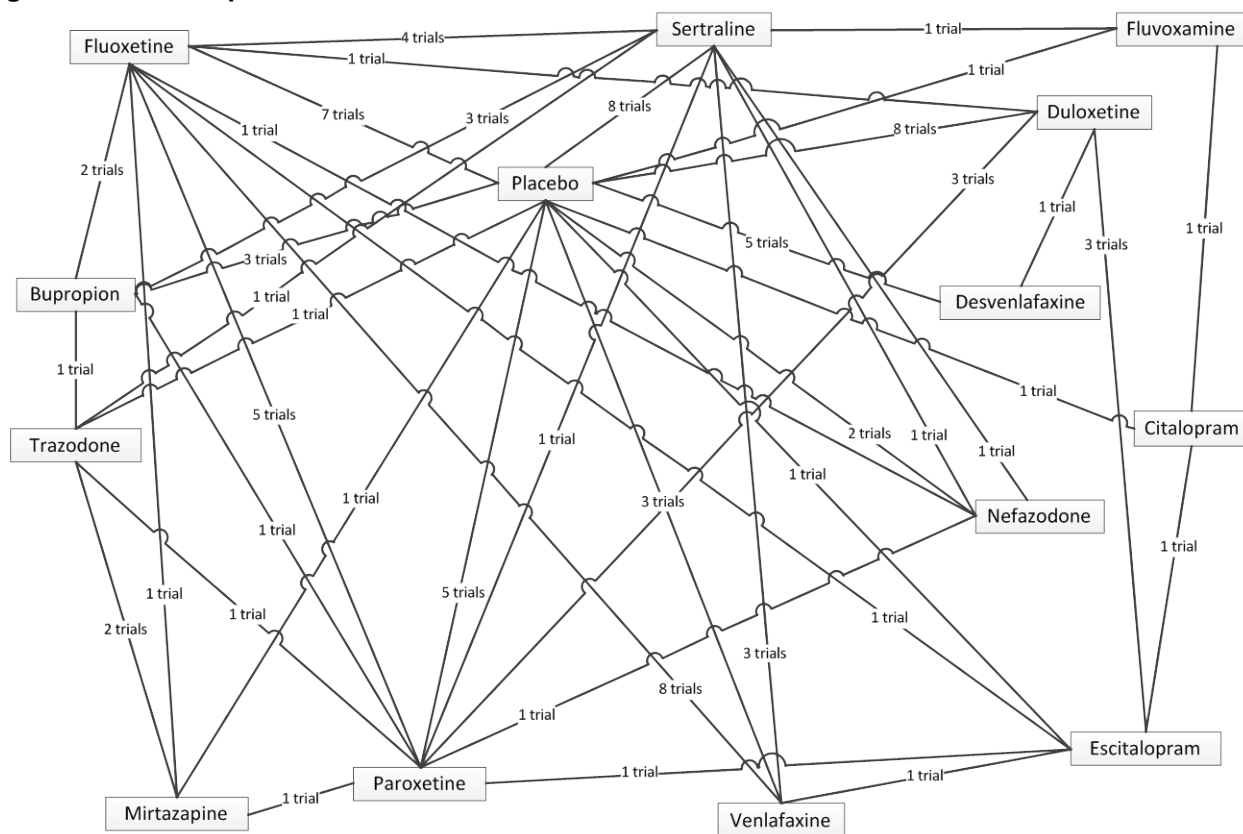 Fluoxetine
4 trials
Sertraline
1 trial
Fluvoxamine
1 trial
1 trial
7 trials
8 trials
Duloxetine
3 trials
1 trial
8 trials
2 trials
Placebo
3 trials
1 trial
5 trials
3 trials
1 trial
3 trials
Bupropion
1 trial
1 trial
Desvenlafaxine
1 trial
1 trial
5 trials
Trazodone
1 trial
2 trials
1 trial
1 trial
Citalopram
1 trial
1 trial
3 trials
Nefazodone
1 trial
1 trial
5 trials
1 trial
1 trial
1 trial
2 trials
3 trials
8 trials
1 trial
Escitalopram
1 trial
1 trial
Paroxetine
1 trial
Mirtazapine
Venlafaxine